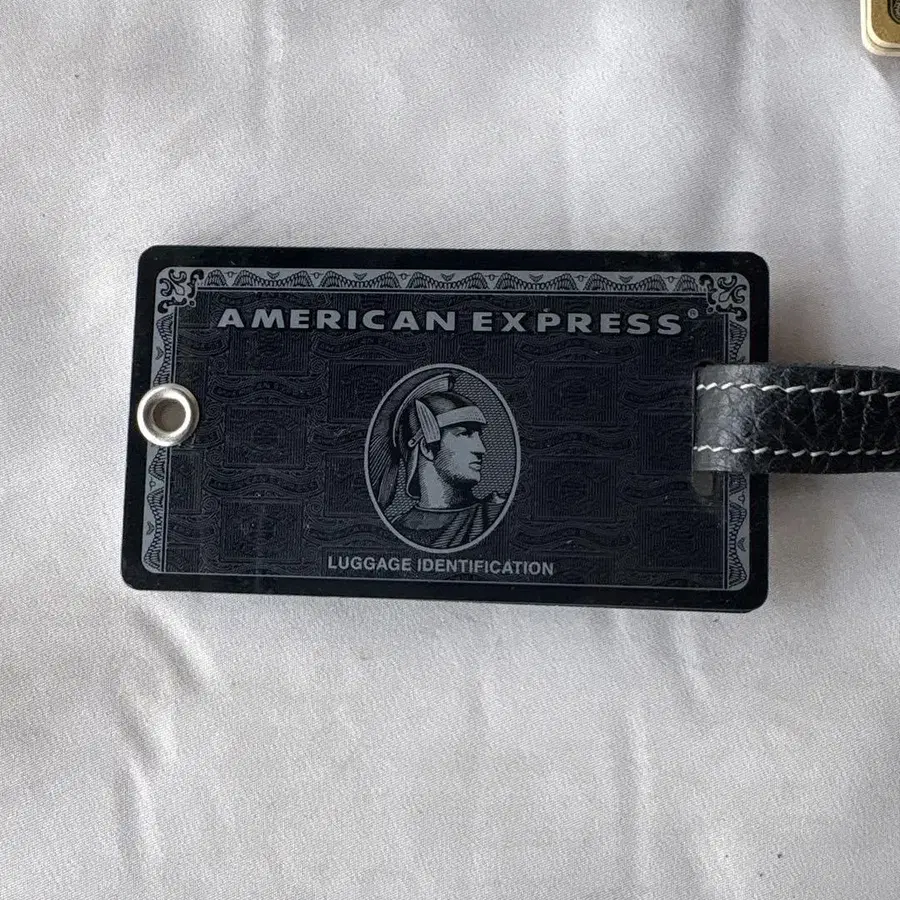 AMERICAN EXPRESS®
LUGGAGE IDENTIFICATION